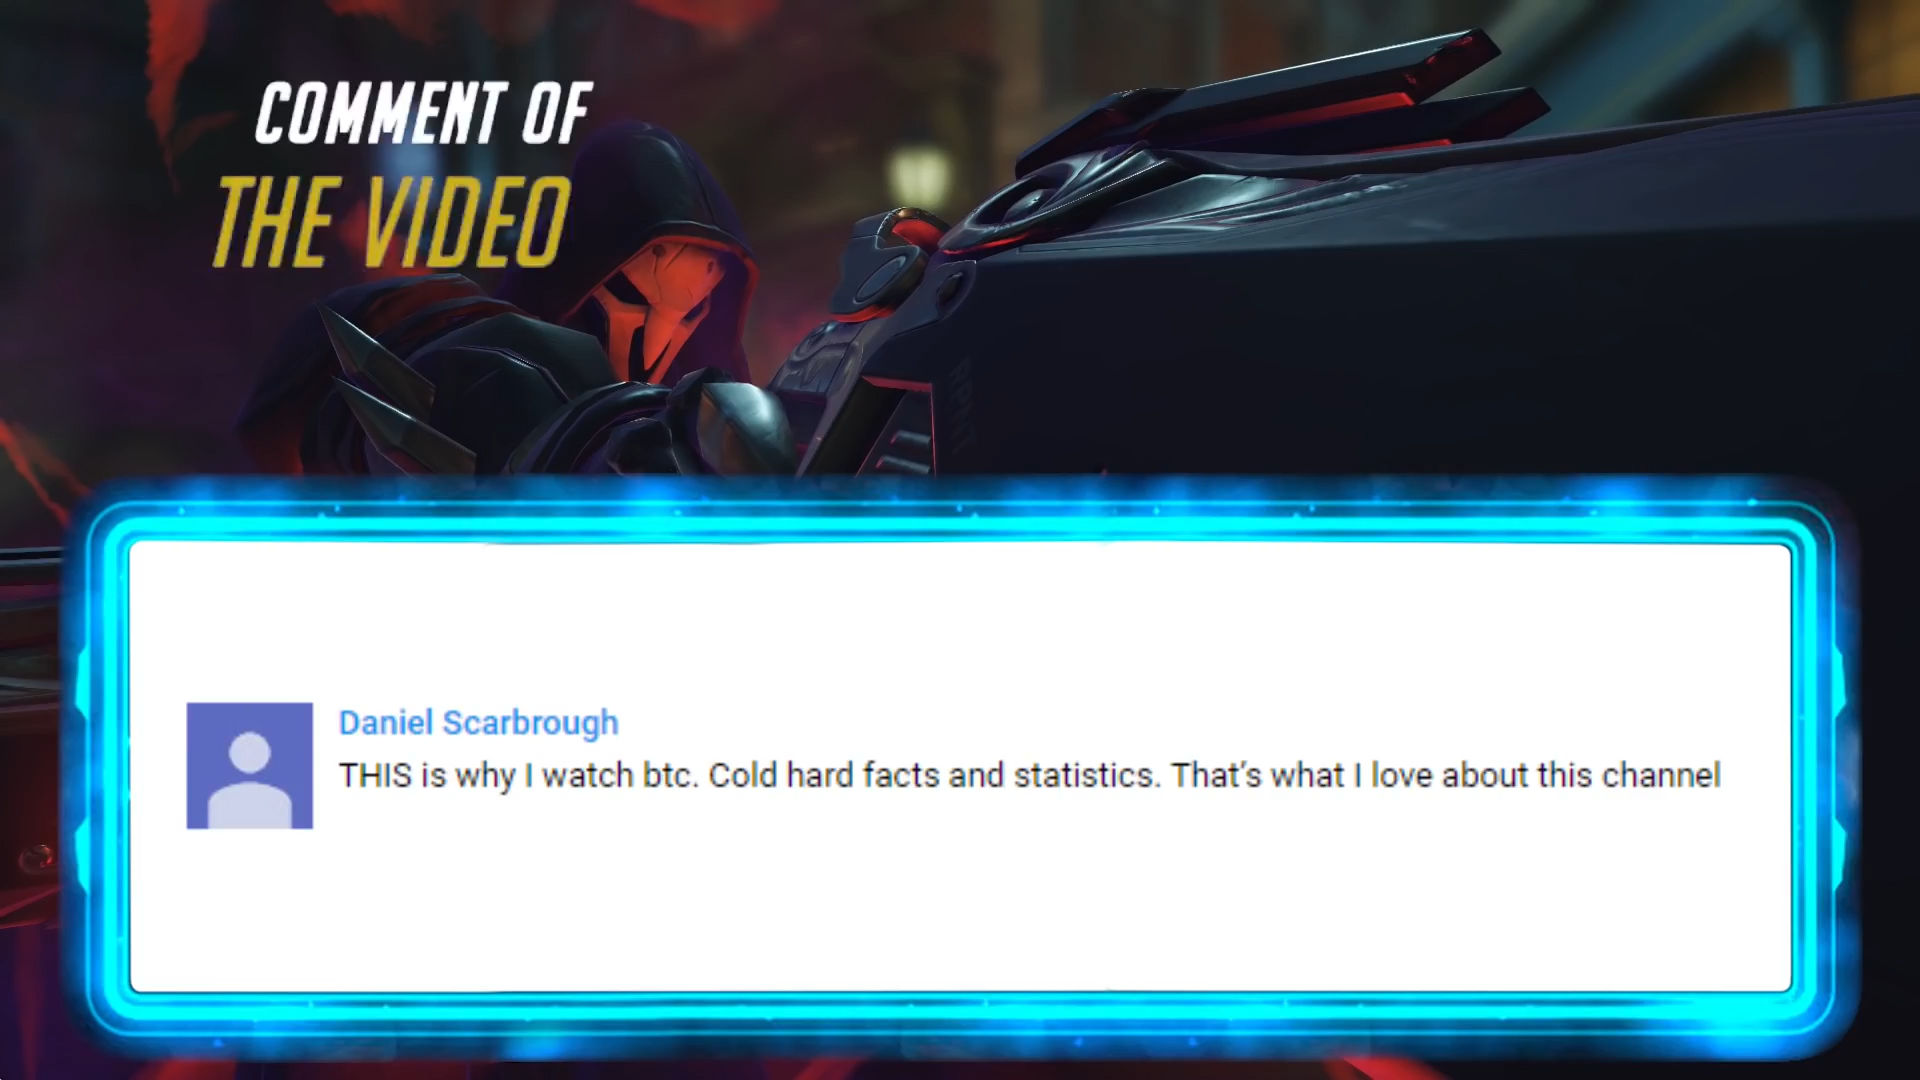 COMMENT OF
THE VIDEO
Daniel Scarbrough
THIS is why I watch btc. Cold hard facts and statistics. That's what I love about this channel